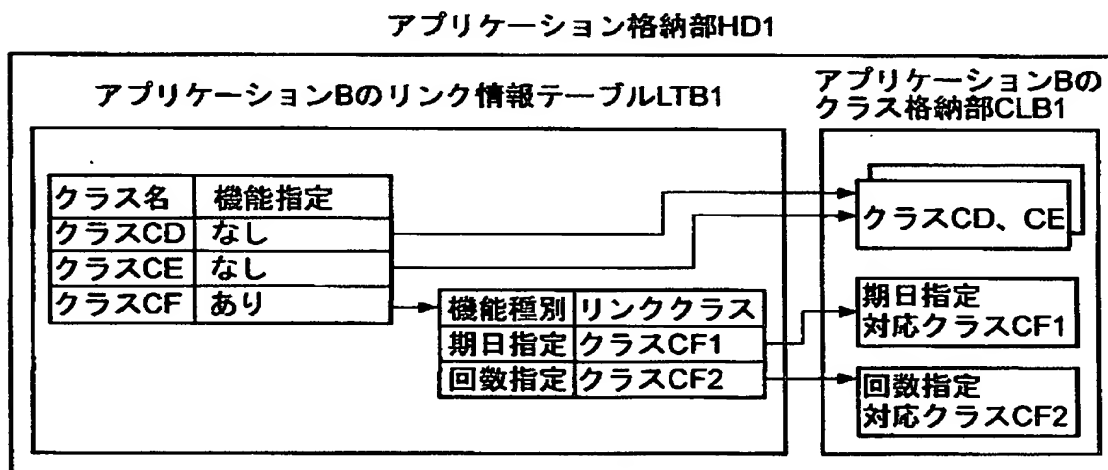 アプリケーション格納部HD1
アプリケーションBのリンク情報テーブルLTB1
アプリケーションBの
クラス格納部CLB1
クラス名 機能指定
クラスCD なし
クラスCE なし
クラスCF あり
機能種別 リンククラス
期日指定 クラスCF1
回数指定 クラスCF2
クラスCD、CE
期日指定
対応クラスCF1
回数指定
対応クラスCF2